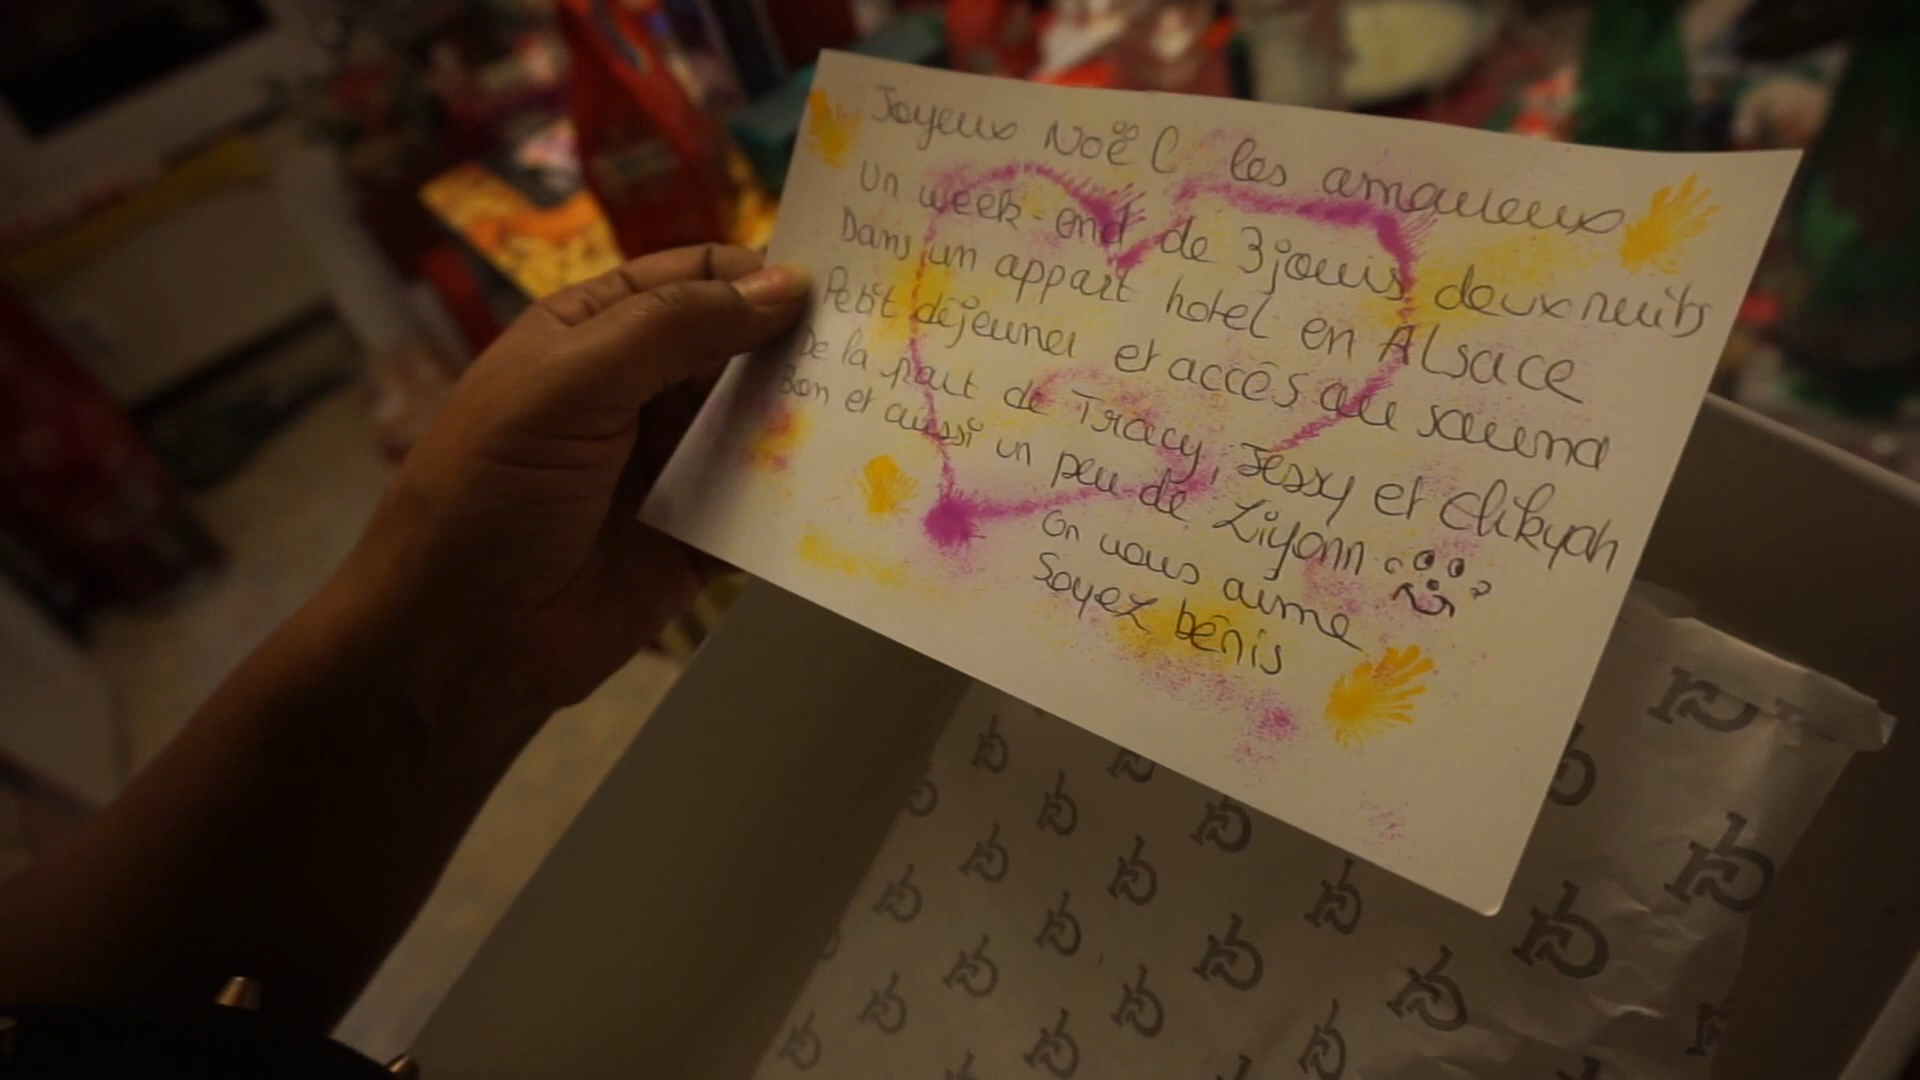 Joyeux Noël les amoureux
Un week-end de 3 jours deux nuits
Dans un appart hotel en Alsace
Petit déjeuner et accès au sauna
De la part de Tracy, Jessy et Elikyah
Bon et aussi un peu de Liyonn
On vous aime
Soyez bénis